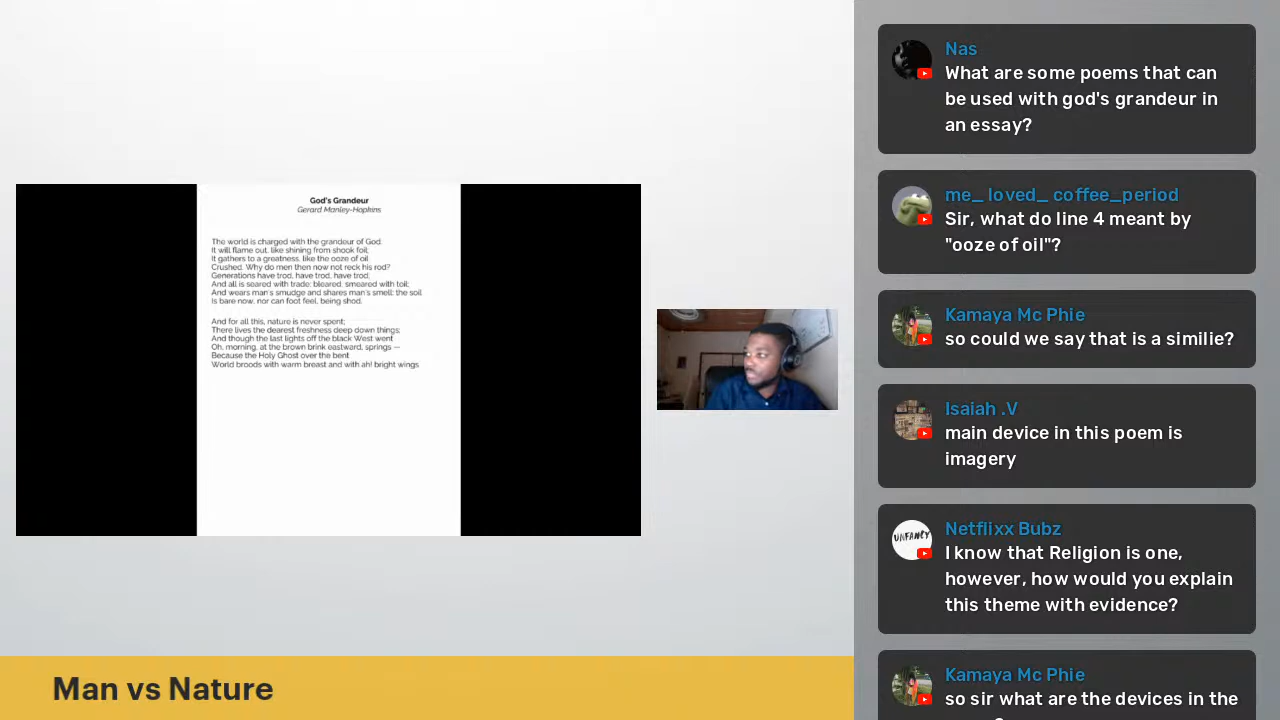 God's Grandeur
Gerard Manley-Hopkins
The world is charged with the grandeur of God.
It will flame out, like shining from shook foil;
It gathers to a greatness, like the ooze of oil
Crushed. Why do men then now not reck his rod?
Generations have trod, have trod, have trod;
And all is seared with trade; bleared, smeared with toil;
And wears man's smudge and shares man's smell: the soil
Is bare now, nor can foot feel, being shod.
And for all this, nature is never spent;
There lives the dearest freshness deep down things;
And though the last lights off the black West went
Oh, morning, at the brown brink eastward, springs —
Because the Holy Ghost over the bent
World broods with warm breast and with ah! bright wings.
Man vs Nature
Nas
What are some poems that can
be used with god's grandeur in
an essay?
me_ loved_ coffee_period
Sir, what do line 4 meant by
"ooze of oil"?
Kamaya Mc Phie
so could we say that is a similie?
Isaiah .V
main device in this poem is
imagery
UNFANCY
Netflixx Bubz
I know that Religion is one,
however, how would you explain
this theme with evidence?
Kamaya Mc Phie
so sir what are the devices in the